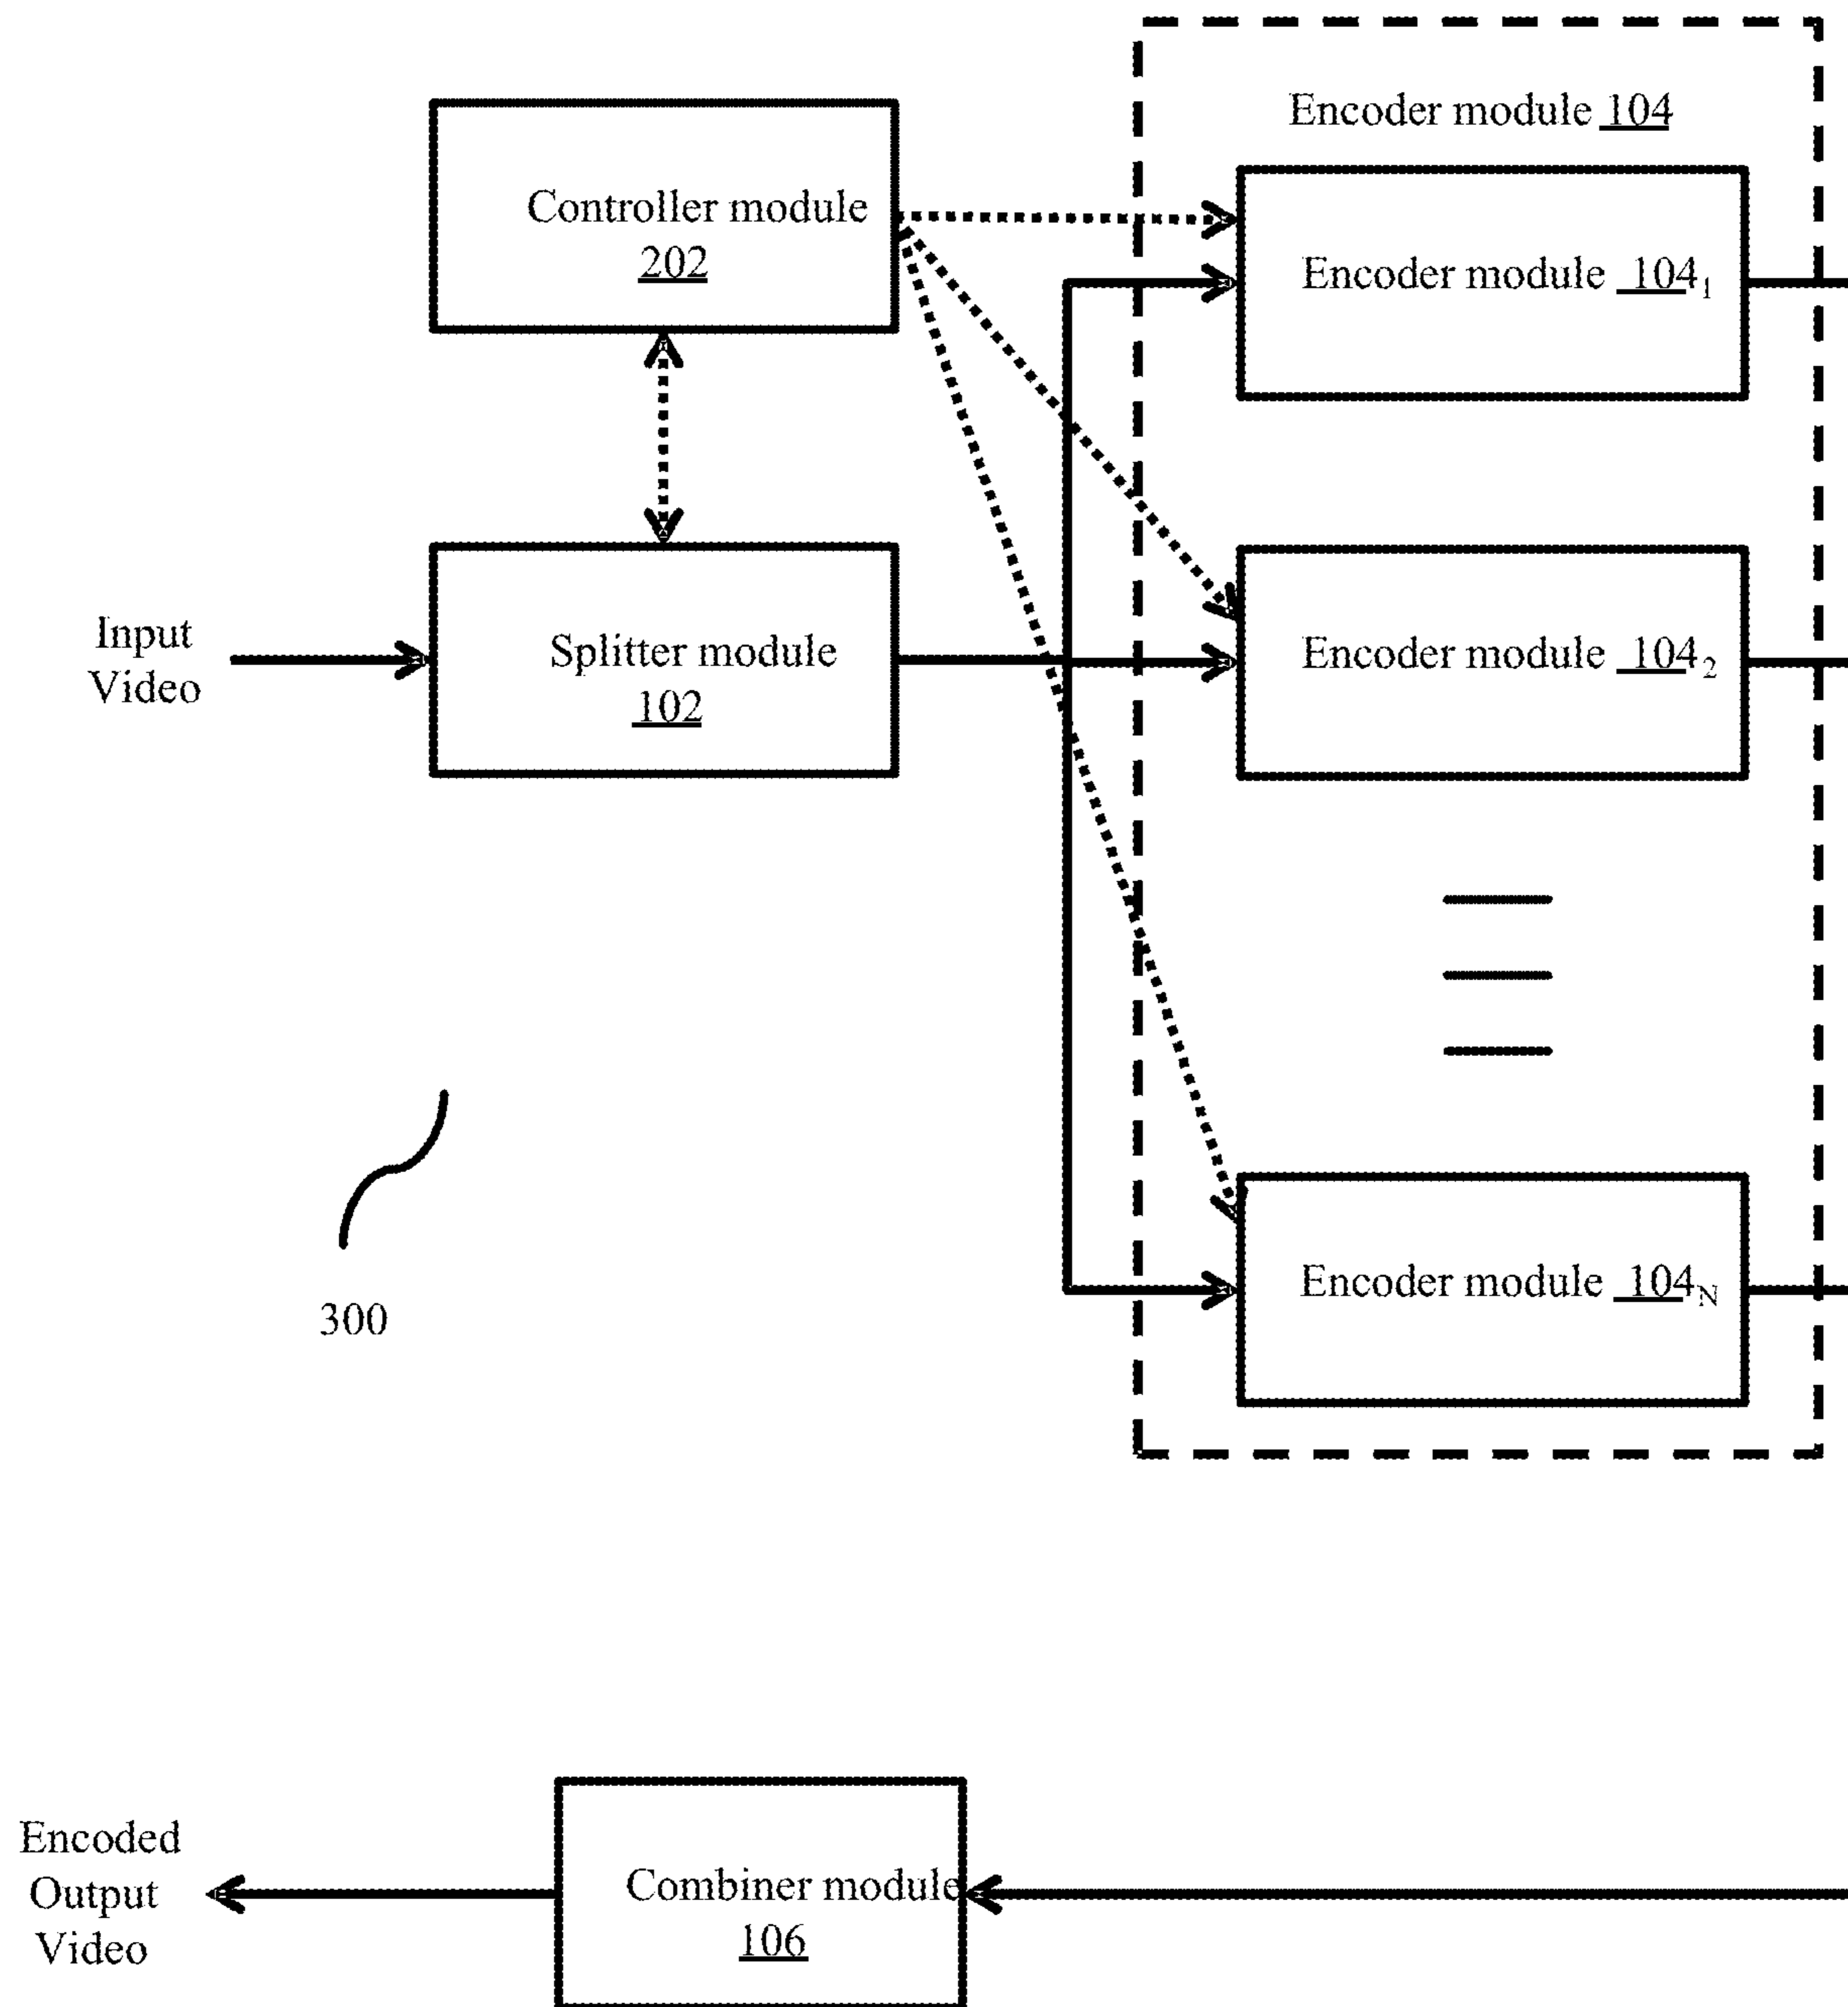 Encoder module 104
Controller module
202
Encoder module 104₁
Input
Video
Splitter module
102
Encoder module 104₂
Encoder module 104N
300
Encoded
Output
Video
Combiner module
106